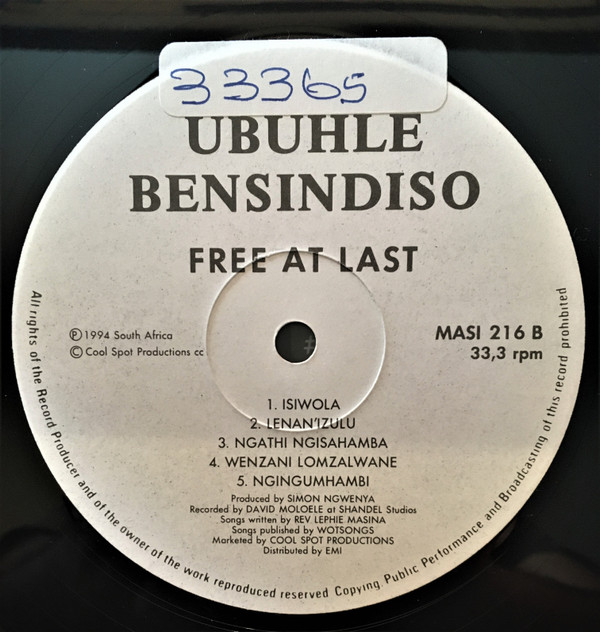 33365
UBUHLE
BENSINDISO
FREE AT LAST
℗ 1994 South Africa
© Cool Spot Productions cc
MASI 216 B
33,3 rpm
1. ISIWOLA
2. LENAN'IZULU
3. NGATHI NGISAHAMBA
4. WENZANI LOMZALWANE
5. NGINGUMHAMBI
Produced by SIMON NGWENYA
Recorded by DAVID MOLOELE at SHANDEL Studios
Songs written by REV LEPHIE MASINA
Songs published by WOTSONGS
Marketed by COOL SPOT PRODUCTIONS
Distributed by EMI
All rights of the Record Producer and of the owner of the work reproduced reserved Copying, Public Performance and Broadcasting of this record prohibited